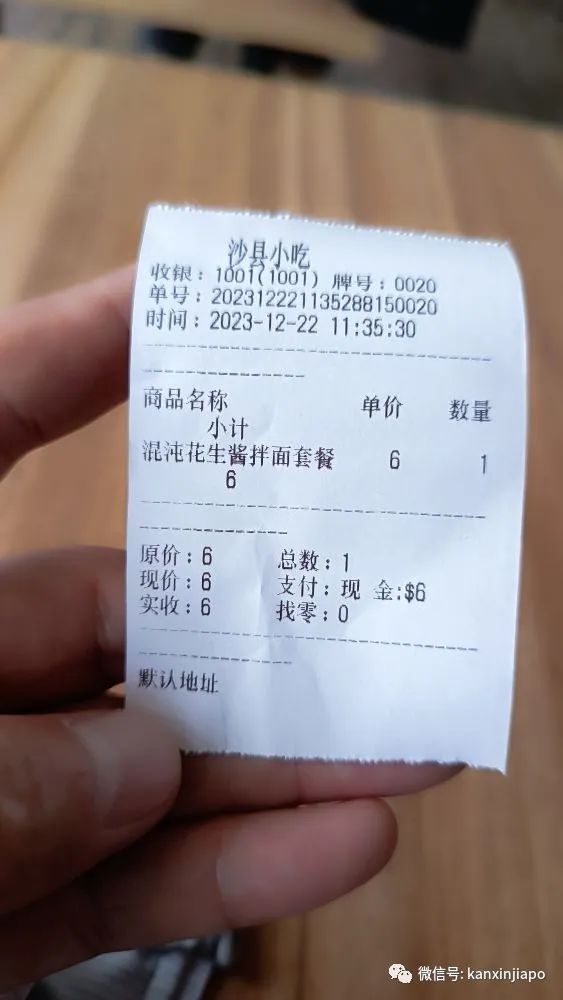 沙县小吃
收银：1001(1001) 牌号：0020
单号：202312221135288150020
时间：2023-12-22 11:35:30
商品名称 单价 数量
小计
混沌花生酱拌面套餐 6 1
6
原价：6 总数：1
现价：6 支付：现 金:$6
实收：6 找零：0
默认地址
微信号: kanxinjiapo